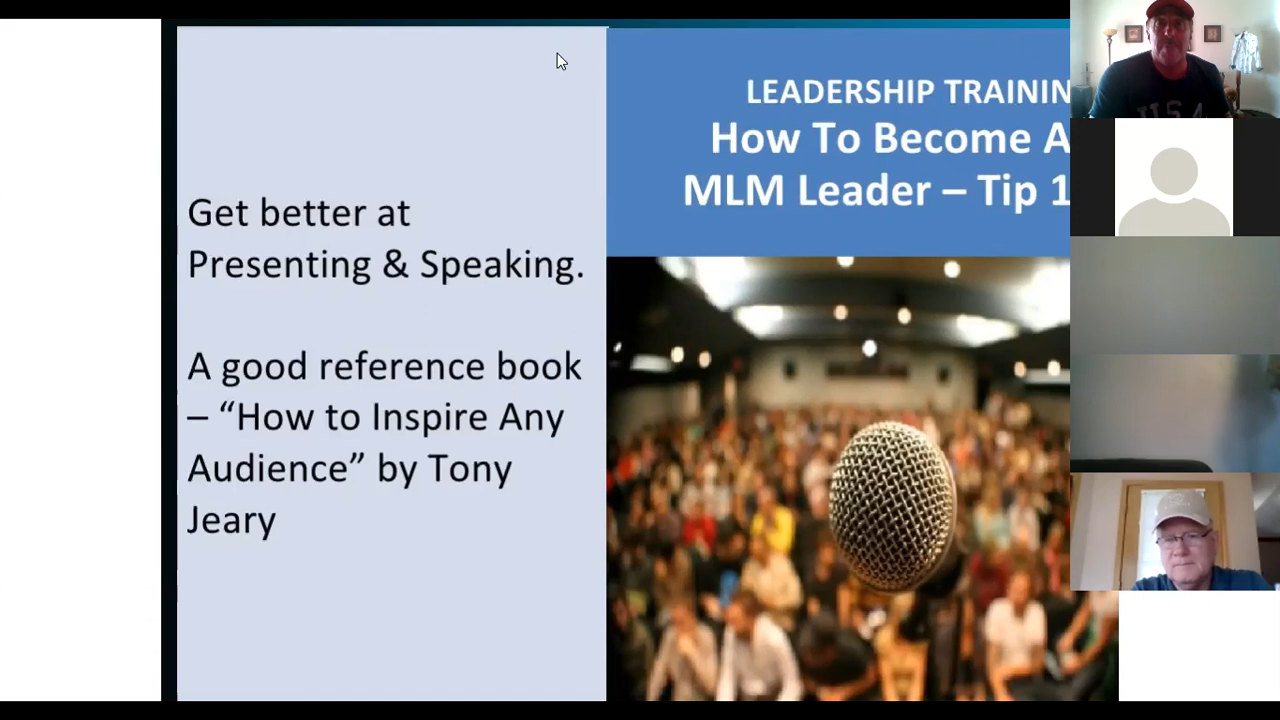 Get better at
Presenting & Speaking.
A good reference book
– “How to Inspire Any
Audience” by Tony
Jeary
LEADERSHIP TRAININ
How To Become A
MLM Leader – Tip 1
USA